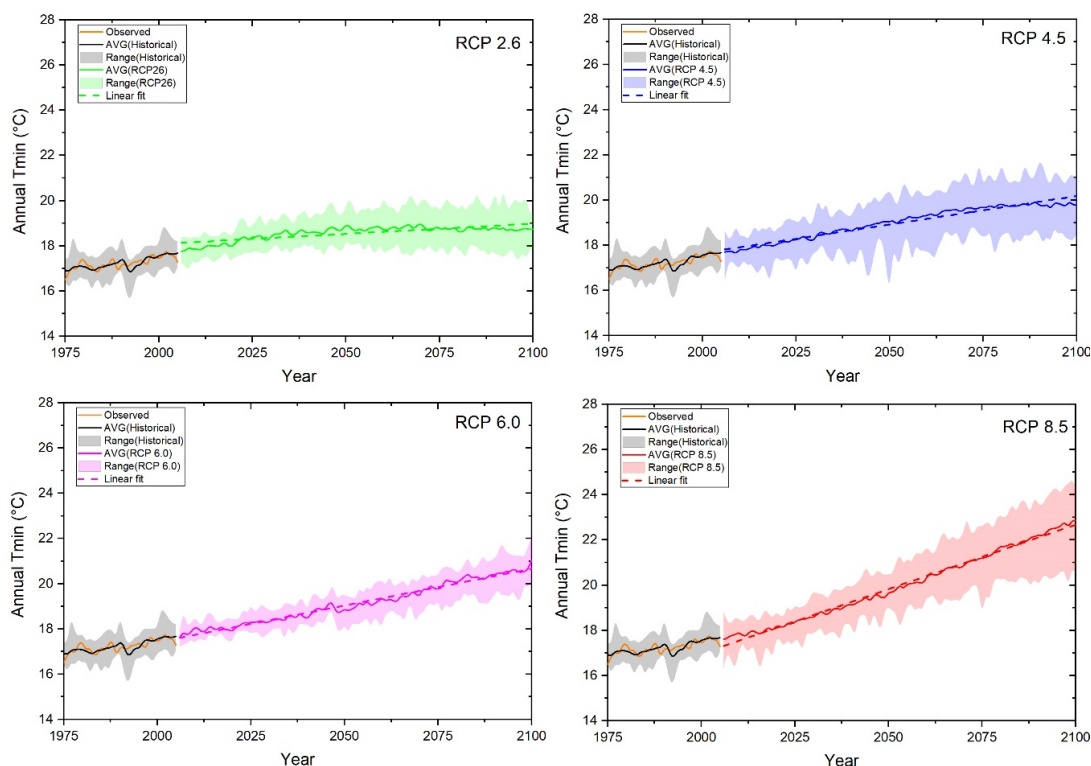 RCP 2.6
Observed
AVG(Historical)
Range(Historical)
AVG(RCP26)
Range(RCP26)
Linear fit
Annual Tmin (°C)
28
26
24
22
20
18
16
14
1975
2000
2025
2050
2075
2100
Year
RCP 4.5
Observed
AVG(Historical)
Range(Historical)
AVG(RCP 4.5)
Range(RCP 4.5)
Linear fit
Annual Tmin (°C)
28
26
24
22
20
18
16
14
1975
2000
2025
2050
2075
2100
Year
RCP 6.0
Observed
AVG(Historical)
Range(Historical)
AVG(RCP 6.0)
Range(RCP 6.0)
Linear fit
Annual Tmin (°C)
28
26
24
22
20
18
16
14
1975
2000
2025
2050
2075
2100
Year
RCP 8.5
Observed
AVG(Historical)
Range(Historical)
AVG(RCP 8.5)
Range(RCP 8.5)
Linear fit
Annual Tmin (°C)
28
26
24
22
20
18
16
14
1975
2000
2025
2050
2075
2100
Year